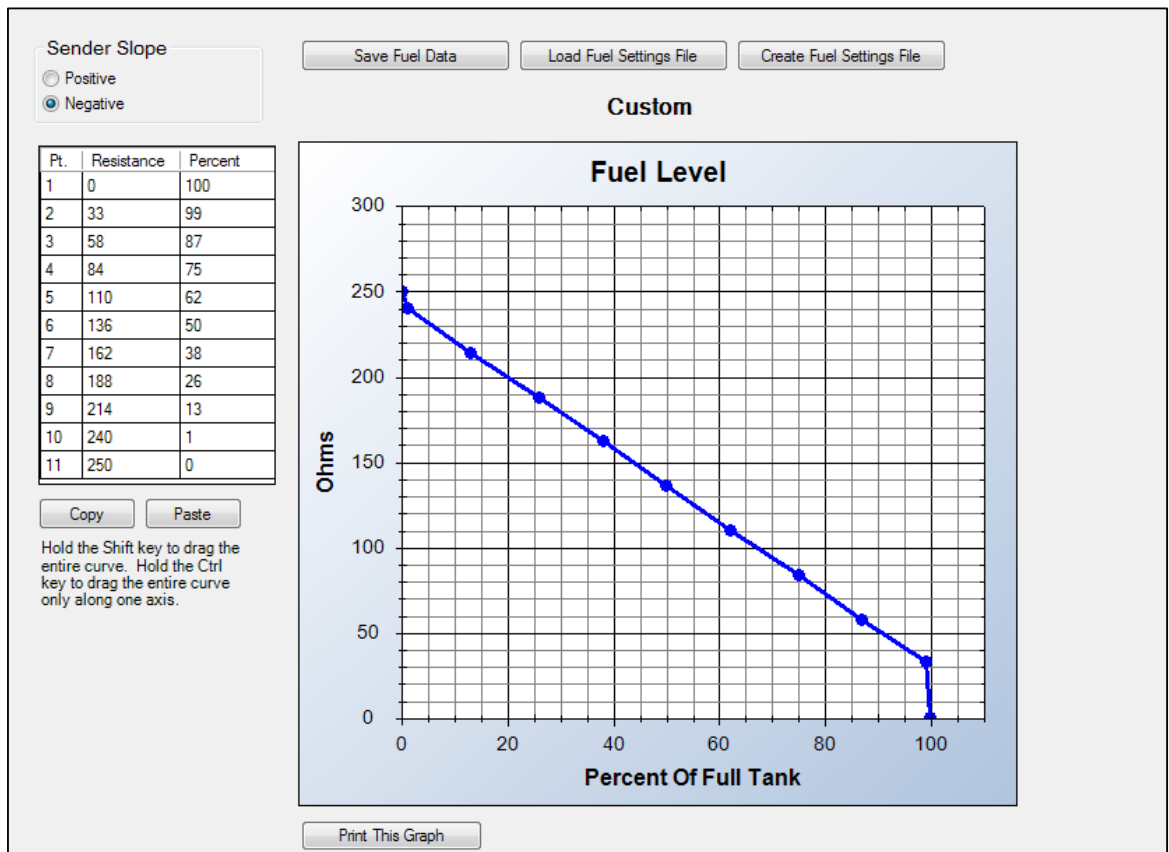 Sender Slope
Positive
Negative
Save Fuel Data
Load Fuel Settings File
Create Fuel Settings File
Custom
Pt. Resistance Percent
1 0 100
2 33 99
3 58 87
4 84 75
5 110 62
6 136 50
7 162 38
8 188 26
9 214 13
10 240 1
11 250 0
Copy
Paste
Hold the Shift key to drag the
entire curve. Hold the Ctrl
key to drag the entire curve
only along one axis.
Fuel Level
300
250
200
150
100
50
0
Ohms
0 20 40 60 80 100
Percent Of Full Tank
Print This Graph